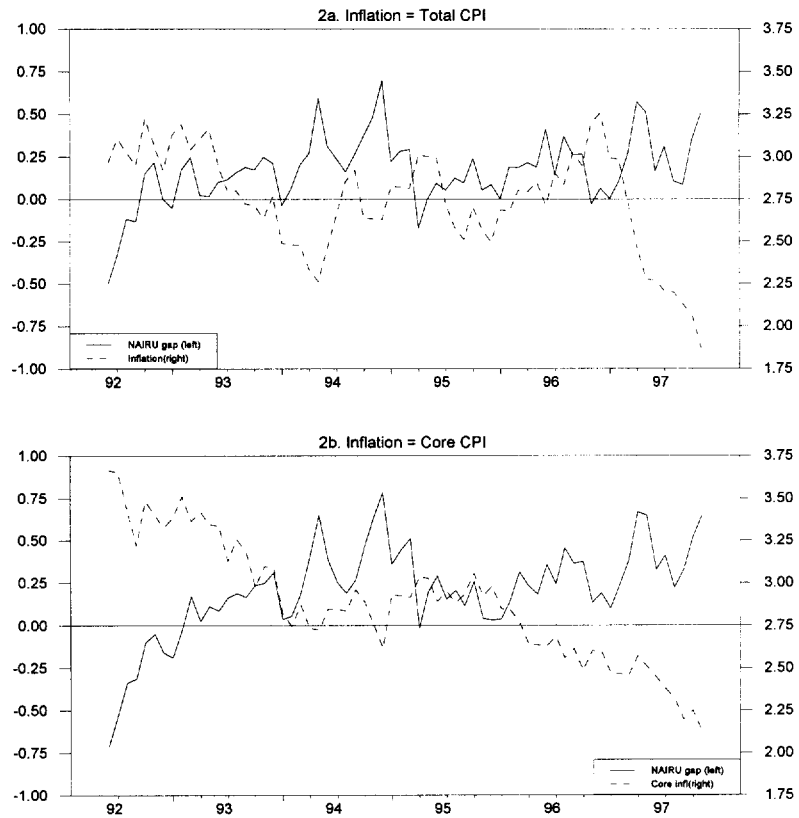 2a. Inflation = Total CPI
1.00 3.75
0.75 3.50
0.50 3.25
0.25 3.00
0.00 2.75
-0.25 2.50
-0.50 2.25
-0.75 2.00
-1.00 1.75
NAIRU gap (left)
Inflation(right)
92 93 94 95 96 97
2b. Inflation = Core CPI
1.00 3.75
0.75 3.50
0.50 3.25
0.25 3.00
0.00 2.75
-0.25 2.50
-0.50 2.25
-0.75 2.00
-1.00 1.75
NAIRU gap (left)
Core infl(right)
92 93 94 95 96 97